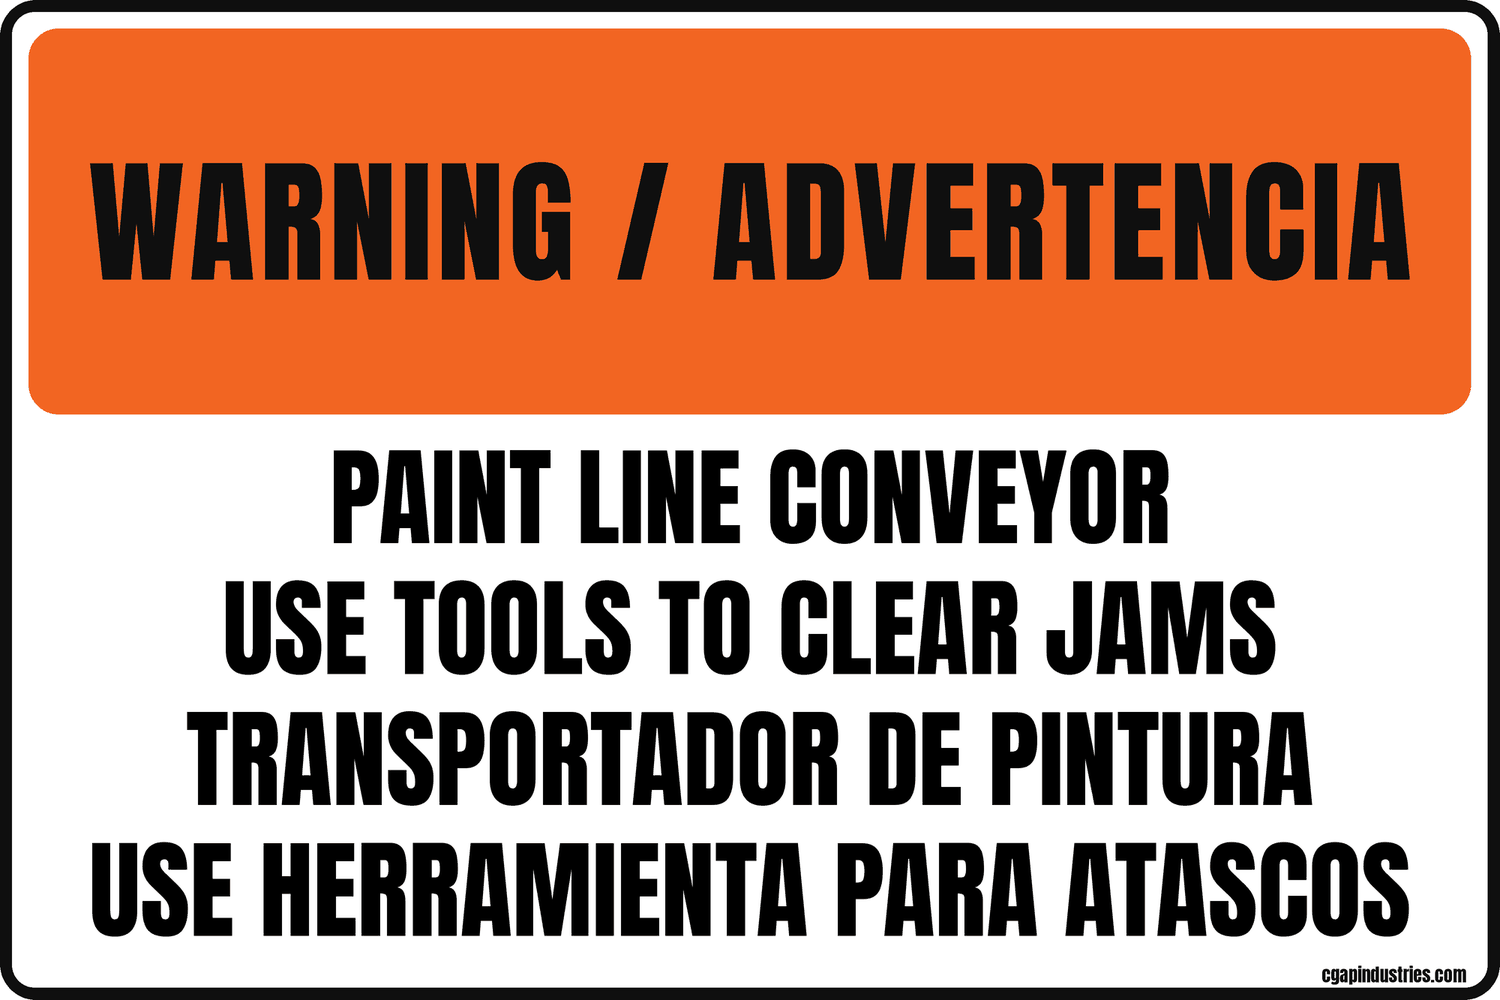 WARNING / ADVERTENCIA
PAINT LINE CONVEYOR
USE TOOLS TO CLEAR JAMS
TRANSPORTADOR DE PINTURA
USE HERRAMIENTA PARA ATASCOS
cgapindustries.com